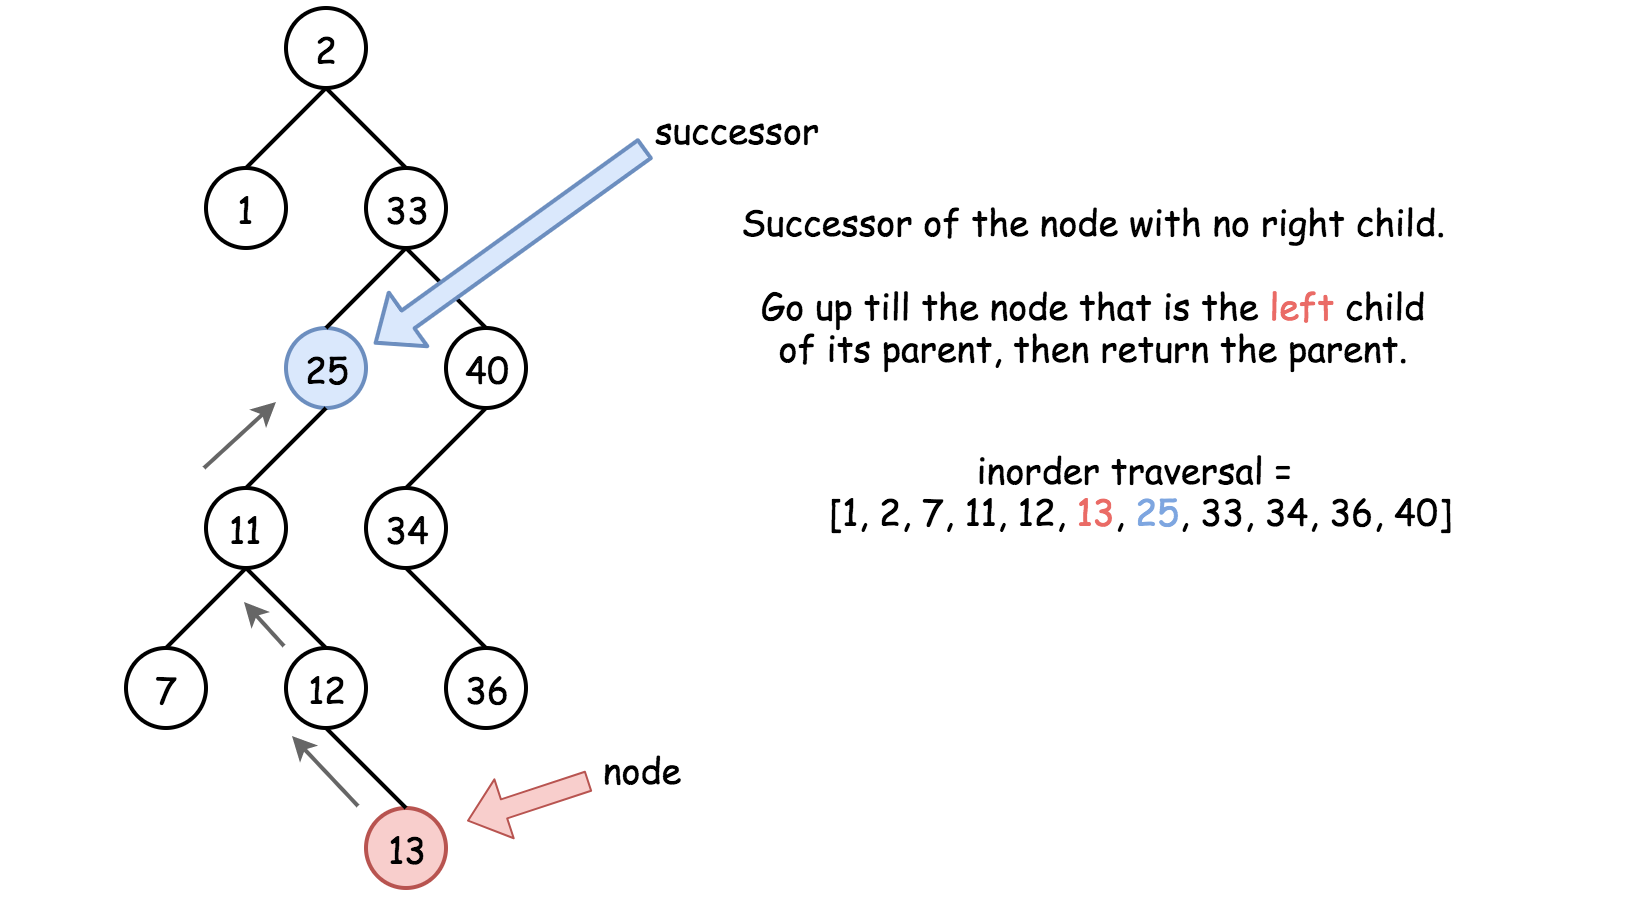 2
successor
1
33
Successor of the node with no right child.
Go up till the node that is the left child
of its parent, then return the parent.
25
40
inorder traversal =
[1, 2, 7, 11, 12, 13, 25, 33, 34, 36, 40]
11
34
7
12
36
node
13